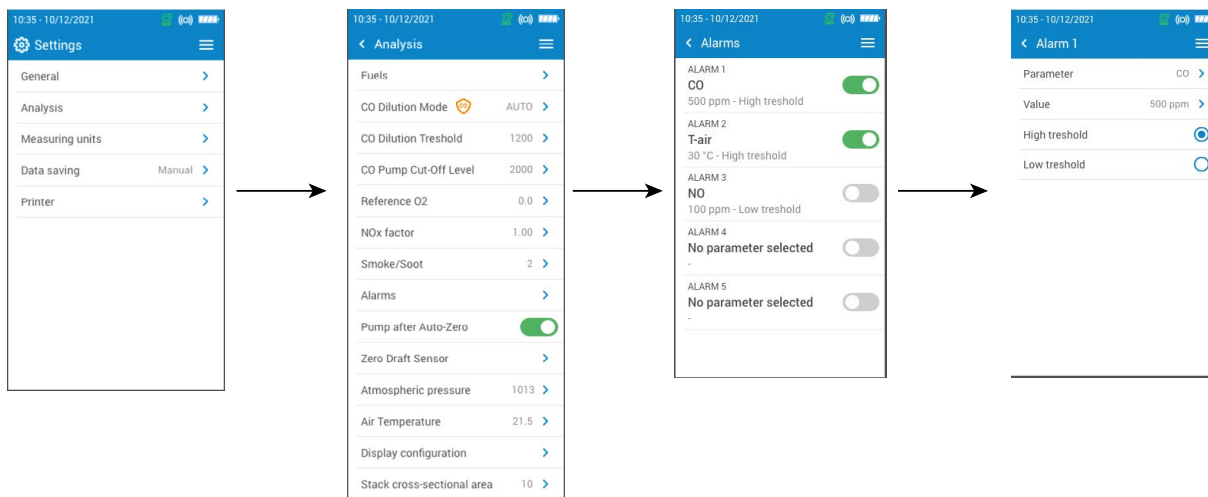 10:35 - 10/12/2021
Settings
General
Analysis
Measuring units
Data saving Manual
Printer
10:35 - 10/12/2021
Analysis
Fuels
CO Dilution Mode CO AUTO
CO Dilution Treshold 1200
CO Pump Cut-Off Level 2000
Reference O2 0.0
NOx factor 1.00
Smoke/Soot 2
Alarms
Pump after Auto-Zero
Zero Draft Sensor
Atmospheric pressure 1013
Air Temperature 21.5
Display configuration
Stack cross-sectional area 10
10:35 - 10/12/2021
Alarms
ALARM 1
CO
500 ppm - High treshold
ALARM 2
T-air
30 °C - High treshold
ALARM 3
NO
100 ppm - Low treshold
ALARM 4
No parameter selected
-
ALARM 5
No parameter selected
-
10:35 - 10/12/2021
Alarm 1
Parameter CO
Value 500 ppm
High treshold
Low treshold